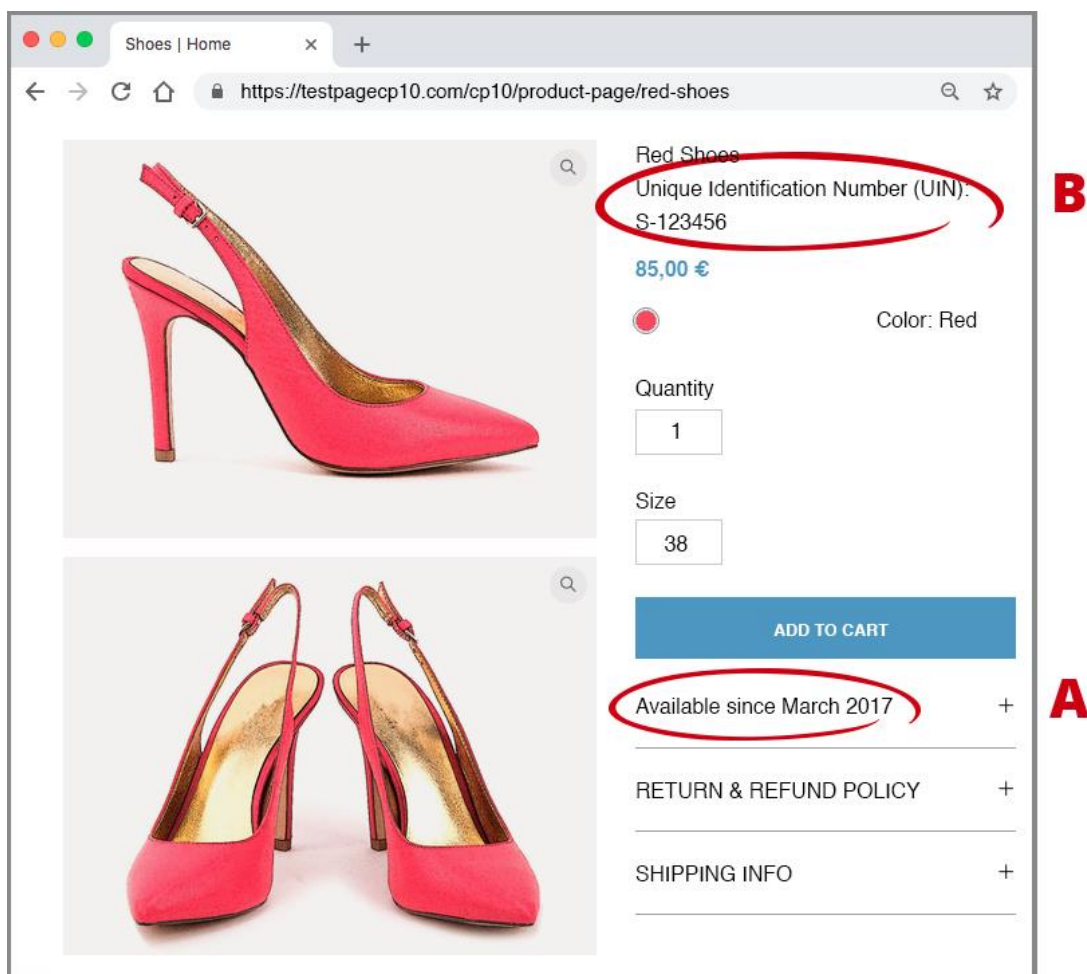 Shoes | Home
https://testpagecp10.com/cp10/product-page/red-shoes
Red Shoes
Unique Identification Number (UIN):
S-123456
B
85,00 €
Color: Red
Quantity
1
Size
38
ADD TO CART
Available since March 2017
A
RETURN & REFUND POLICY
SHIPPING INFO